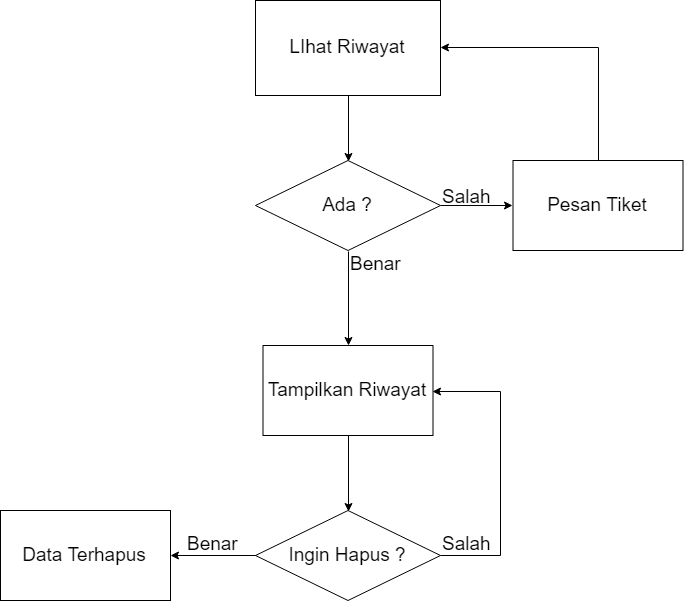 LIhat Riwayat
Ada ?
Salah
Pesan Tiket
Benar
Tampilkan Riwayat
Data Terhapus
Benar
Ingin Hapus ?
Salah